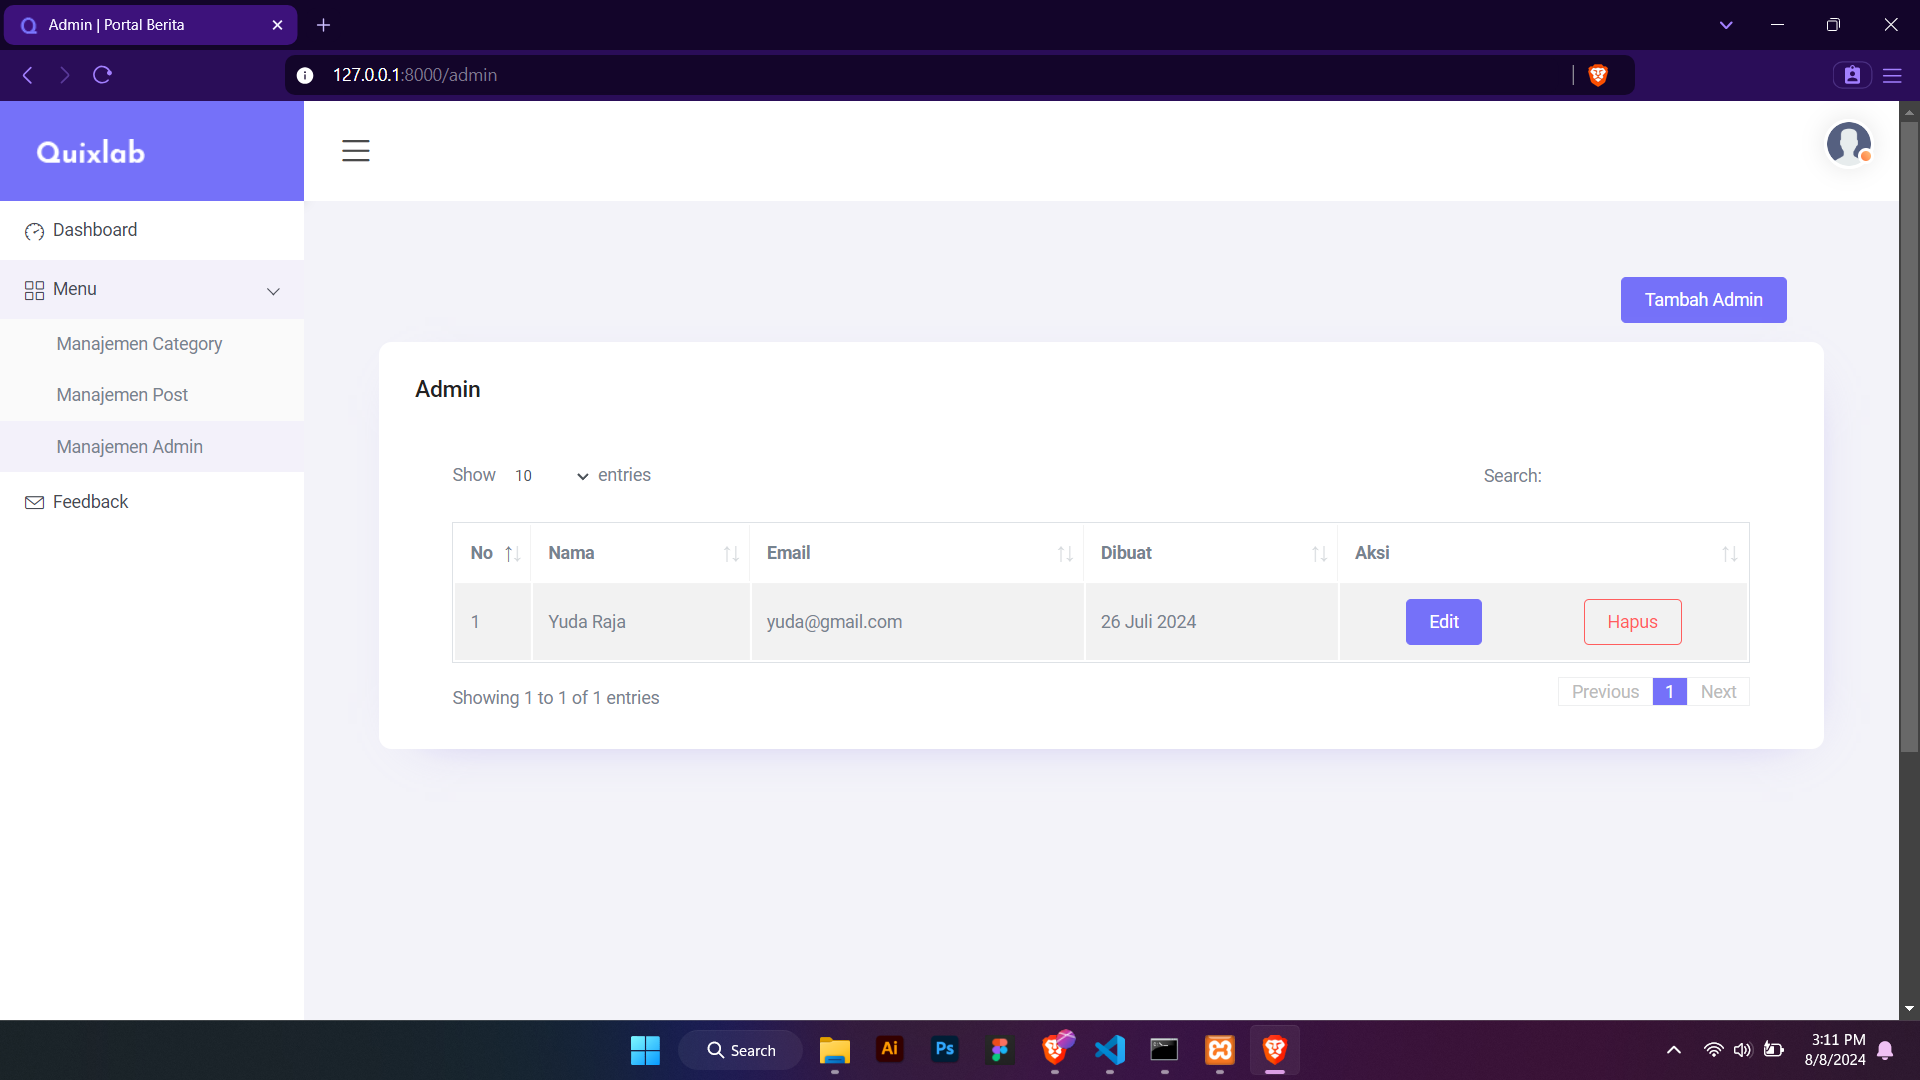 Admin | Portal Berita
127.0.0.1:8000/admin
Quixlab
Dashboard
Menu
Manajemen Category
Manajemen Post
Manajemen Admin
Feedback
Tambah Admin
Admin
Show 10 entries
Search:
No Nama Email Dibuat Aksi
1 Yuda Raja yuda@gmail.com 26 Juli 2024 Edit Hapus
Showing 1 to 1 of 1 entries
Previous 1 Next
Search
Ai
Ps
3:11 PM
8/8/2024